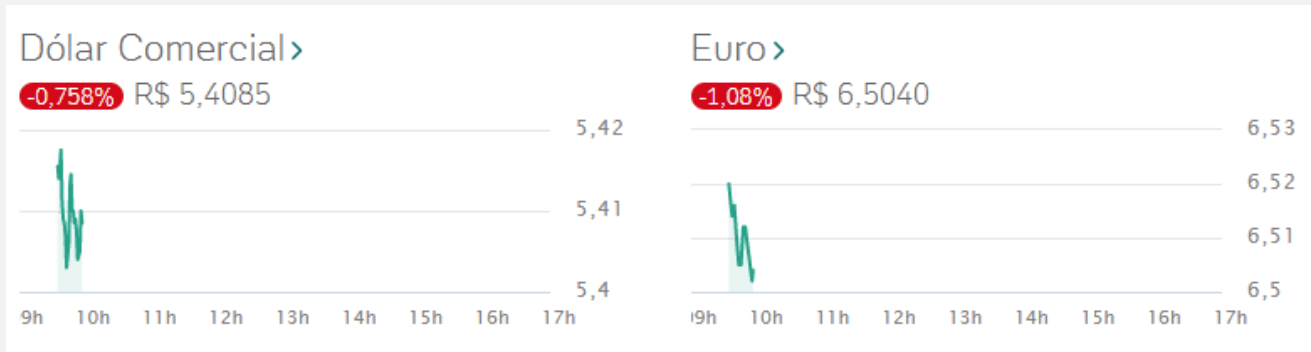 Dólar Comercial
-0,758% R$ 5,4085
5,42
5,41
5,4
9h 10h 11h 12h 13h 14h 15h 16h 17h
Euro
-1,08% R$ 6,5040
6,53
6,52
6,51
6,5
09h 10h 11h 12h 13h 14h 15h 16h 17h